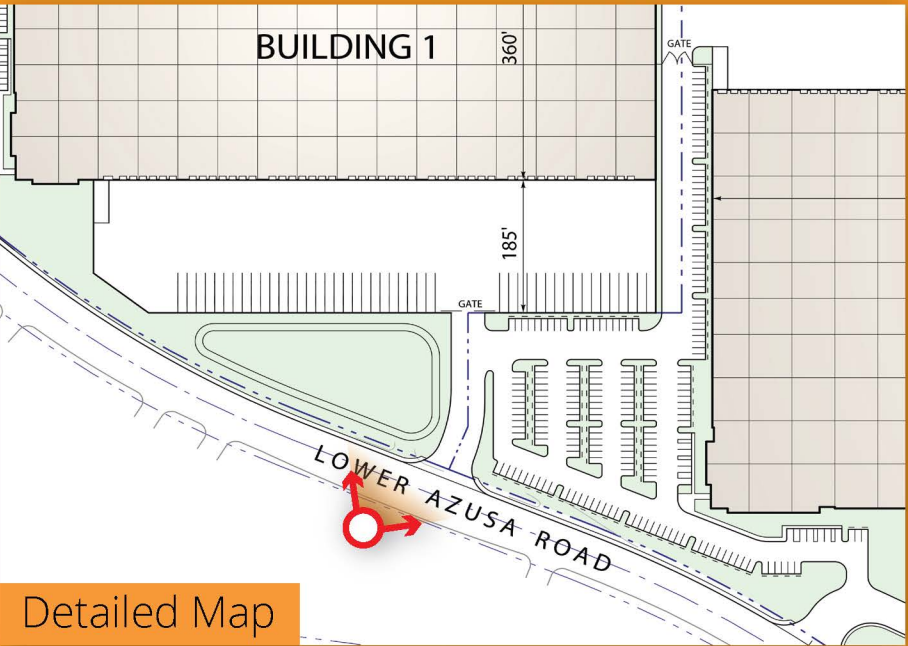 BUILDING 1
360'
GATE
185'
GATE
LOWER AZUSA ROAD
Detailed Map